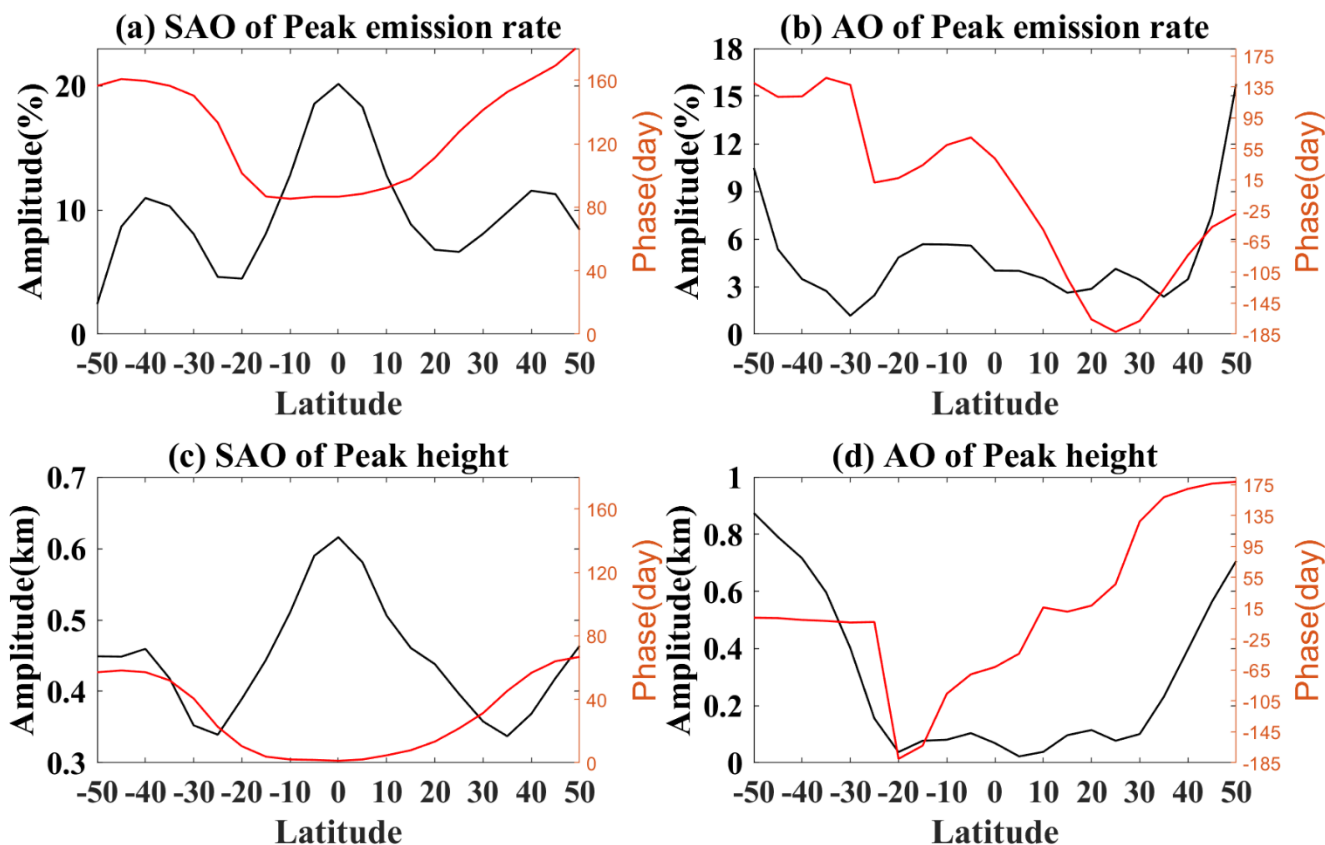 (a) SAO of Peak emission rate
Amplitude(%)
20
10
0
160
120
80
40
0
Phase(day)
-50 -40 -30 -20 -10 0 10 20 30 40 50
Latitude
(b) AO of Peak emission rate
Amplitude(%)
18
15
12
9
6
3
0
175
135
95
55
15
-25
-65
-105
-145
-185
Phase(day)
-50 -40 -30 -20 -10 0 10 20 30 40 50
Latitude
(c) SAO of Peak height
Amplitude(km)
0.7
0.6
0.5
0.4
0.3
160
120
80
40
0
Phase(day)
-50 -40 -30 -20 -10 0 10 20 30 40 50
Latitude
(d) AO of Peak height
Amplitude(km)
1
0.8
0.6
0.4
0.2
0
175
135
95
55
15
-25
-65
-105
-145
-185
Phase(day)
-50 -40 -30 -20 -10 0 10 20 30 40 50
Latitude